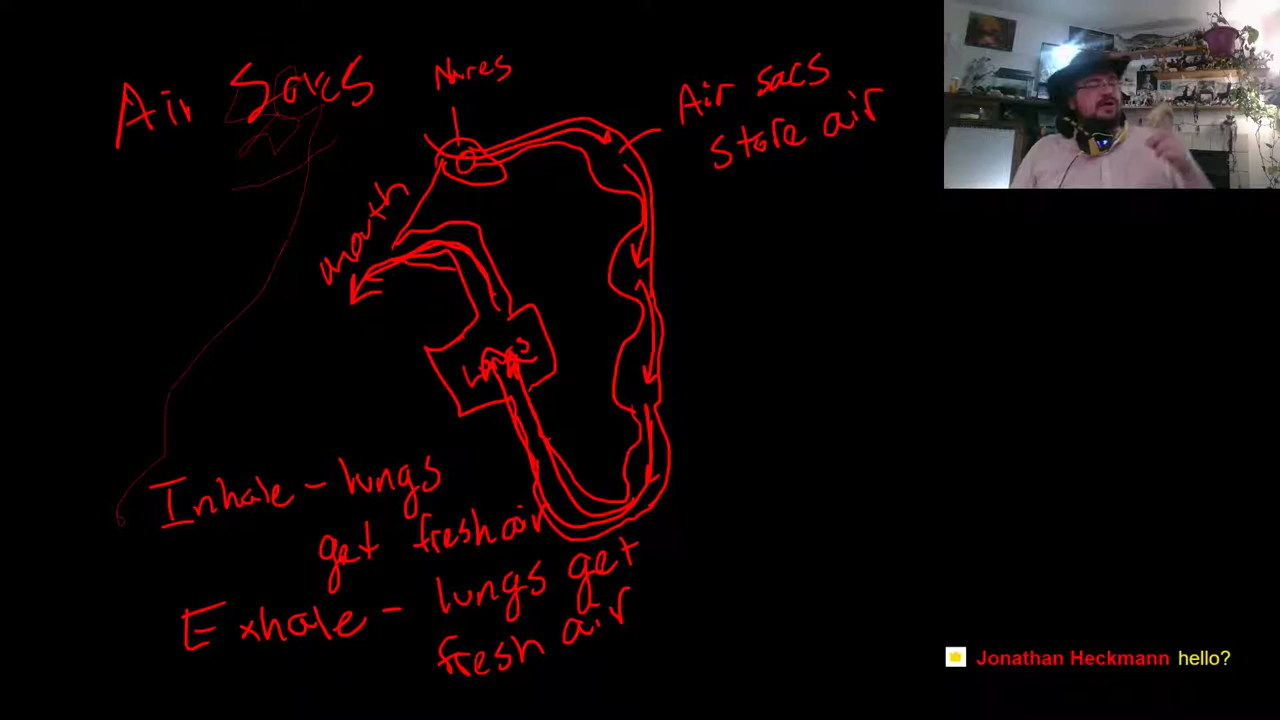 Air Sacs
Nares
Air sacs
store air
mouth
Lungs
Inhale - lungs
get fresh air
Exhale - lungs get
fresh air
Jonathan Heckmann hello?